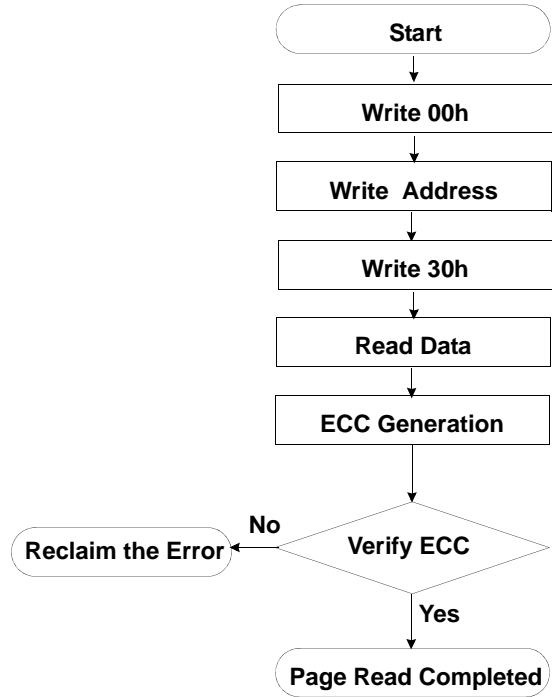 Start
Write 00h
Write Address
Write 30h
Read Data
ECC Generation
Verify ECC
No
Reclaim the Error
Yes
Page Read Completed